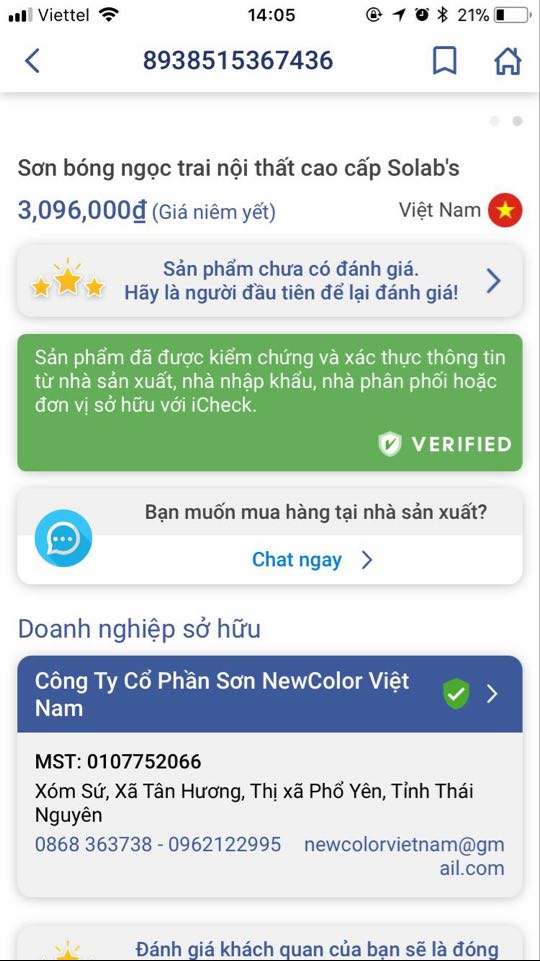 Viettel 14:05 21%
8938515367436
Sơn bóng ngọc trai nội thất cao cấp Solab's
3,096,000₫ (Giá niêm yết) Việt Nam
Sản phẩm chưa có đánh giá.
Hãy là người đầu tiên để lại đánh giá!
Sản phẩm đã được kiểm chứng và xác thực thông tin
từ nhà sản xuất, nhà nhập khẩu, nhà phân phối hoặc
đơn vị sở hữu với iCheck.
VERIFIED
Bạn muốn mua hàng tại nhà sản xuất?
Chat ngay
Doanh nghiệp sở hữu
Công Ty Cổ Phần Sơn NewColor Việt
Nam
MST: 0107752066
Xóm Sứ, Xã Tân Hương, Thị xã Phổ Yên, Tỉnh Thái
Nguyên
0868 363738 - 0962122995 newcolorvietnam@gm
ail.com
Đánh giá khách quan của bạn sẽ là đóng